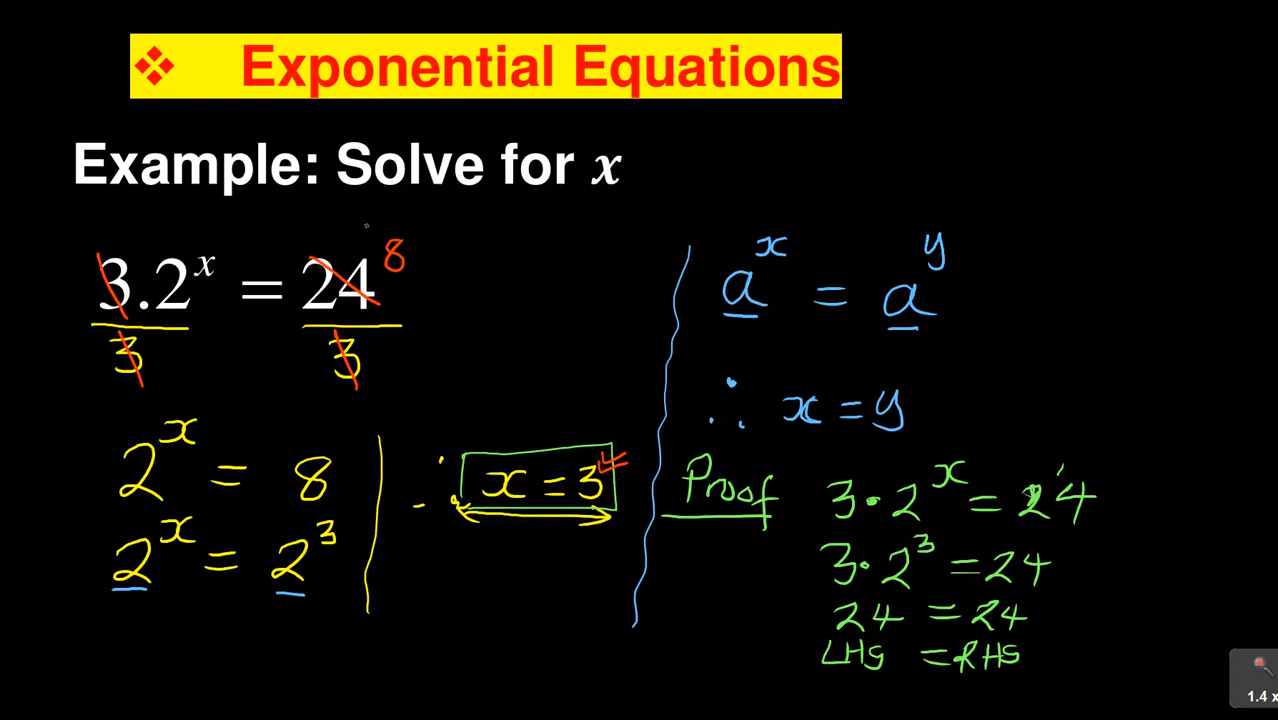 ❖ Exponential Equations
Example: Solve for x
3.2^x = 24 8
3 3
2^x = 8
2^x = 2^3
∴ x = 3
a^x = a^y
∴ x = y
Proof
3·2^x = 24
3·2^3 = 24
24 = 24
LHS = RHS
1.4 x